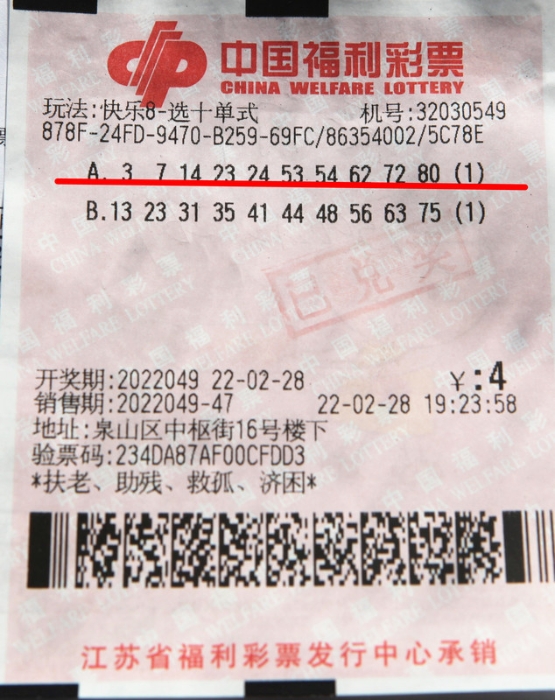 中国福利彩票
CHINA WELFARE LOTTERY
玩法:快乐8-选十单式 机号:32030549
878F-24FD-9470-B259-69FC/86354002/5C78E
A. 3 7 14 23 24 53 54 62 72 80 (1)
B.13 23 31 35 41 44 48 56 63 75 (1)
已兑奖
开奖期:2022049 22-02-28 ￥:4
销售期:2022049-47 22-02-28 19:23:58
地址:泉山区中枢街16号楼下
验票码:234DA87AF00CFDD3
*扶老、助残、救孤、济困*
江苏省福利彩票发行中心承销